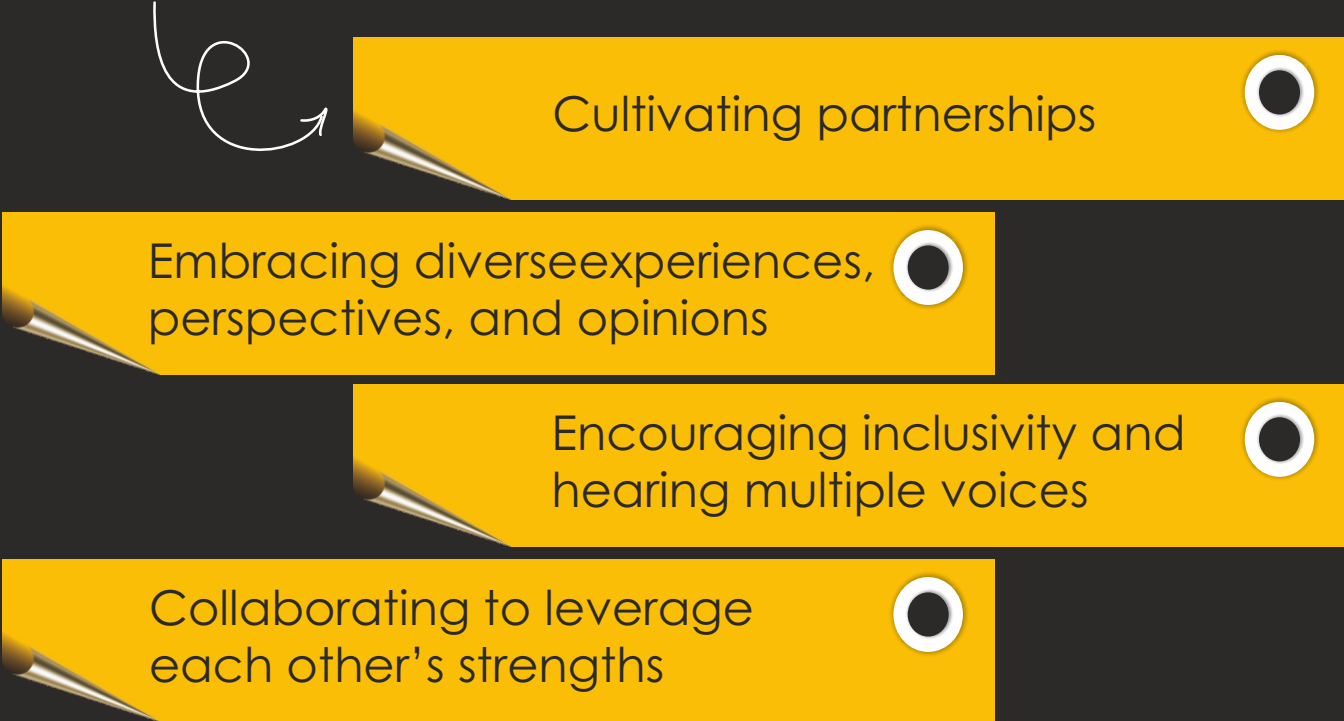 Cultivating partnerships
Embracing diverseexperiences,
perspectives, and opinions
Encouraging inclusivity and
hearing multiple voices
Collaborating to leverage
each other’s strengths